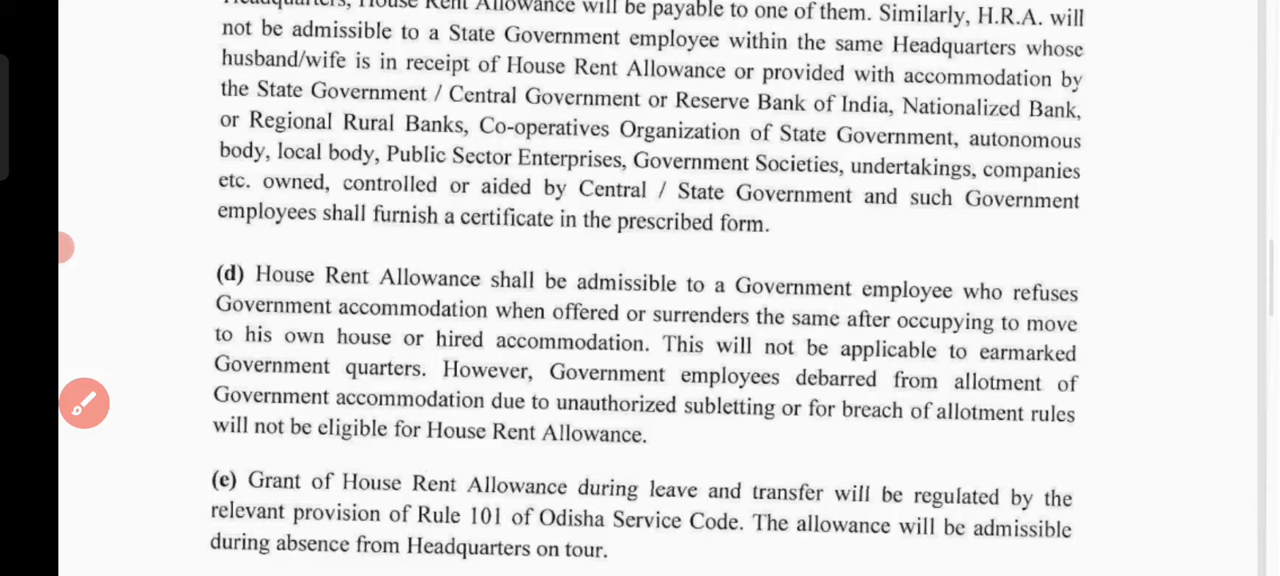 Headquarters, House Rent Allowance will be payable to one of them. Similarly, H.R.A. will
not be admissible to a State Government employee within the same Headquarters whose
husband/wife is in receipt of House Rent Allowance or provided with accommodation by
the State Government / Central Government or Reserve Bank of India, Nationalized Bank,
or Regional Rural Banks, Co-operatives Organization of State Government, autonomous
body, local body, Public Sector Enterprises, Government Societies, undertakings, companies
etc. owned, controlled or aided by Central / State Government and such Government
employees shall furnish a certificate in the prescribed form.
(d) House Rent Allowance shall be admissible to a Government employee who refuses
Government accommodation when offered or surrenders the same after occupying to move
to his own house or hired accommodation. This will not be applicable to earmarked
Government quarters. However, Government employees debarred from allotment of
Government accommodation due to unauthorized subletting or for breach of allotment rules
will not be eligible for House Rent Allowance.
(e) Grant of House Rent Allowance during leave and transfer will be regulated by the
relevant provision of Rule 101 of Odisha Service Code. The allowance will be admissible
during absence from Headquarters on tour.